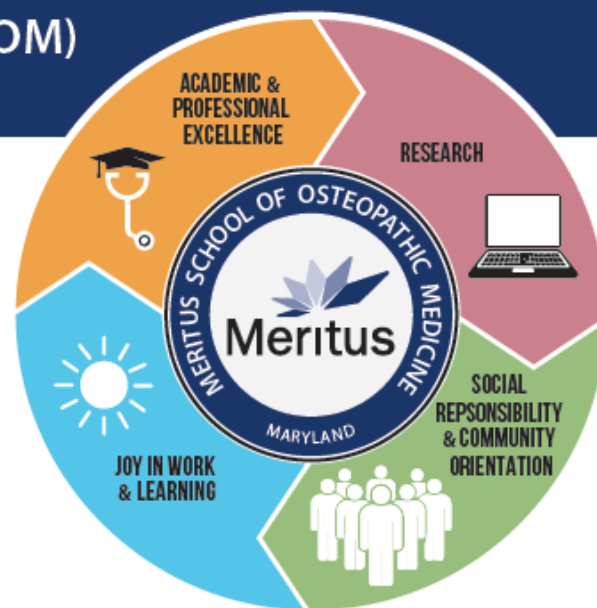 OM)
ACADEMIC &
PROFESSIONAL
EXCELLENCE
RESEARCH
MERITUS SCHOOL OF OSTEOPATHIC MEDICINE
Meritus
MARYLAND
SOCIAL
REPSONSIBILITY
& COMMUNITY
ORIENTATION
JOY IN WORK
& LEARNING